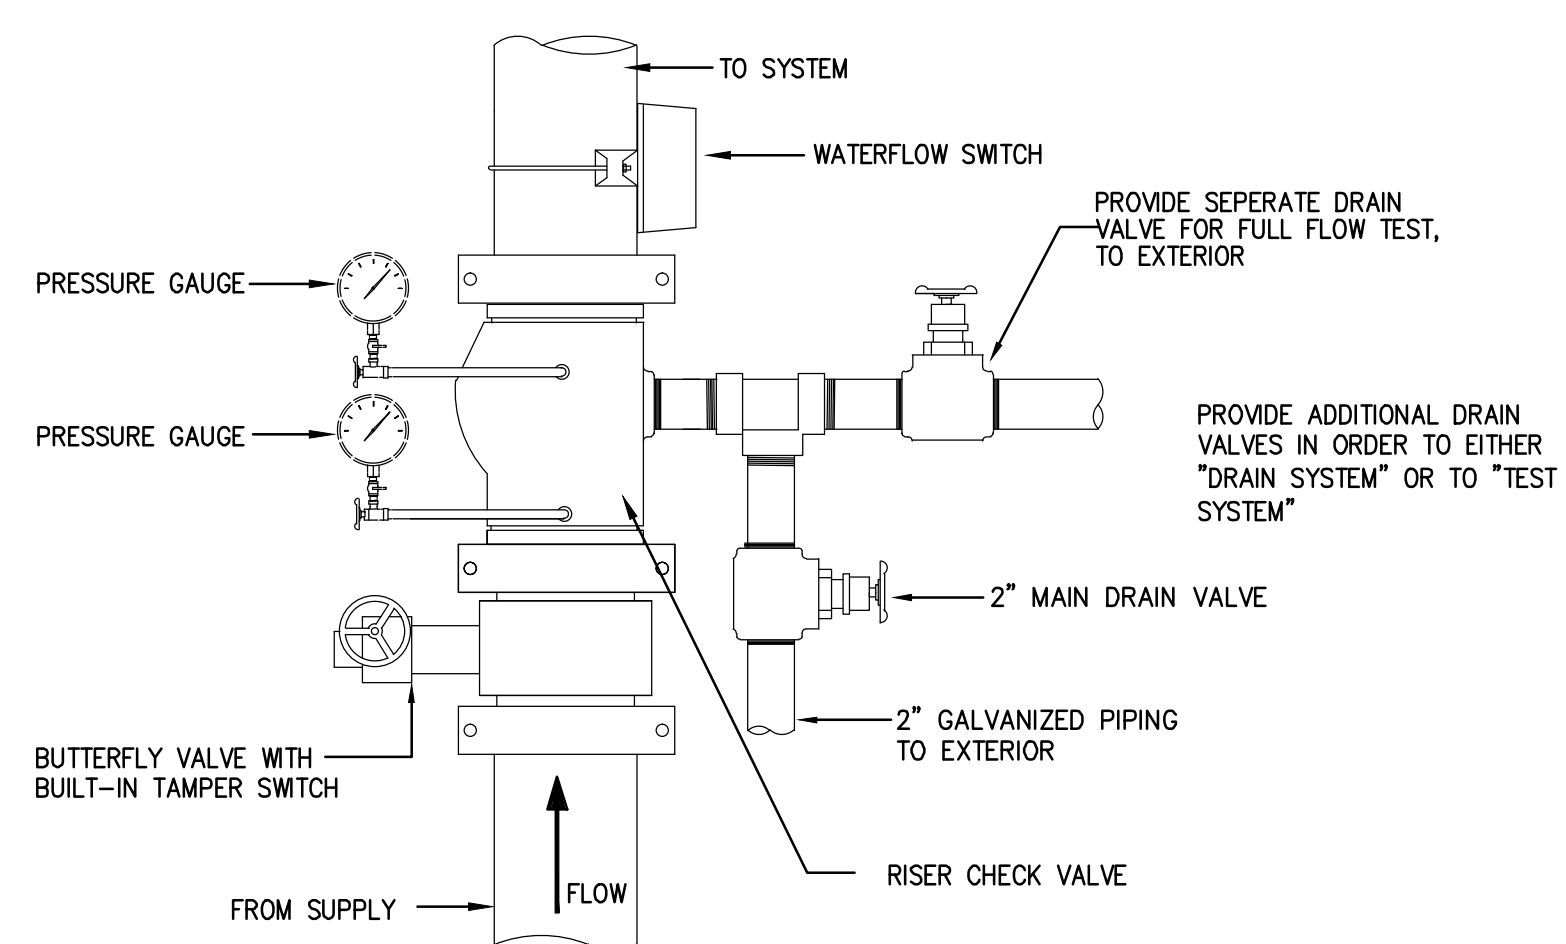 TO SYSTEM
WATERFLOW SWITCH
PROVIDE SEPERATE DRAIN
VALVE FOR FULL FLOW TEST,
TO EXTERIOR
PRESSURE GAUGE
PRESSURE GAUGE
PROVIDE ADDITIONAL DRAIN
VALVES IN ORDER TO EITHER
"DRAIN SYSTEM" OR TO "TEST
SYSTEM"
2" MAIN DRAIN VALVE
2" GALVANIZED PIPING
TO EXTERIOR
BUTTERFLY VALVE WITH
BUILT-IN TAMPER SWITCH
RISER CHECK VALVE
FLOW
FROM SUPPLY